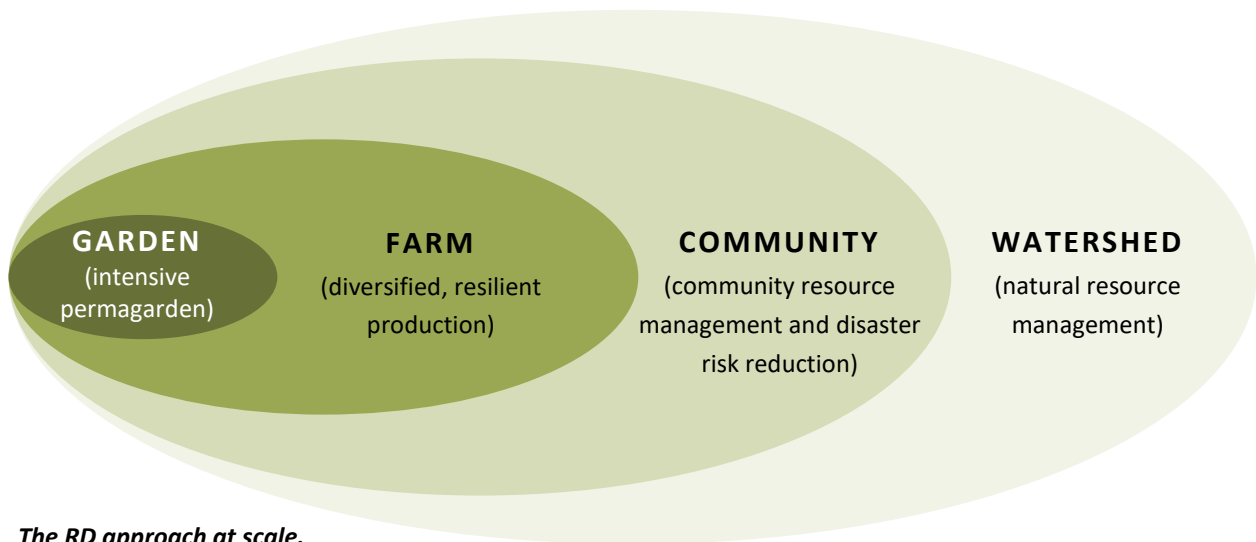 GARDEN
(intensive
permagarden)
FARM
(diversified, resilient
production)
COMMUNITY
(community resource
management and disaster
risk reduction)
WATERSHED
(natural resource
management)
The RD approach at scale.